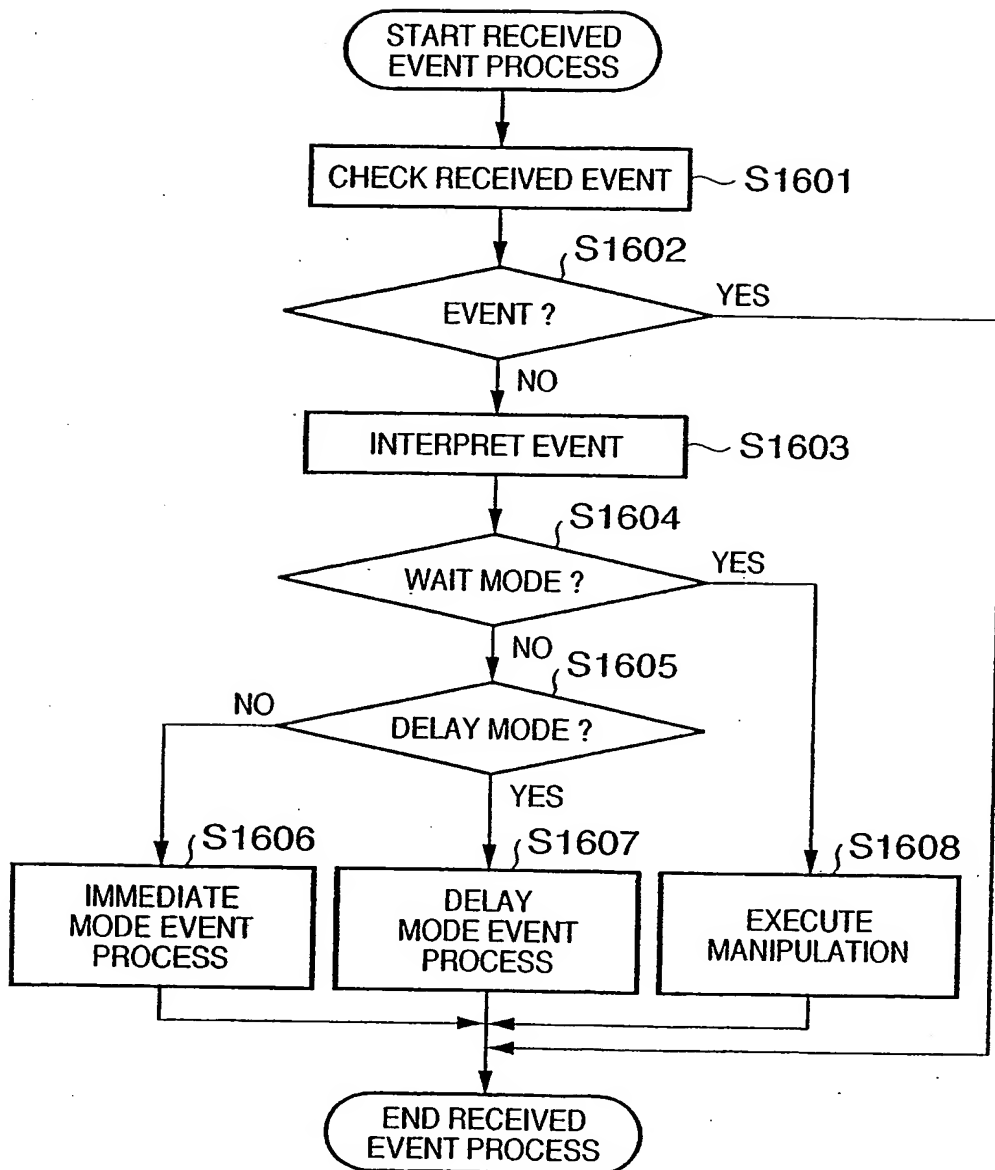 START RECEIVED
EVENT PROCESS
CHECK RECEIVED EVENT
S1601
S1602
EVENT ?
YES
NO
INTERPRET EVENT
S1603
S1604
WAIT MODE ?
YES
NO
S1605
NO
DELAY MODE ?
YES
S1606
S1607
S1608
IMMEDIATE
MODE EVENT
PROCESS
DELAY
MODE EVENT
PROCESS
EXECUTE
MANIPULATION
END RECEIVED
EVENT PROCESS